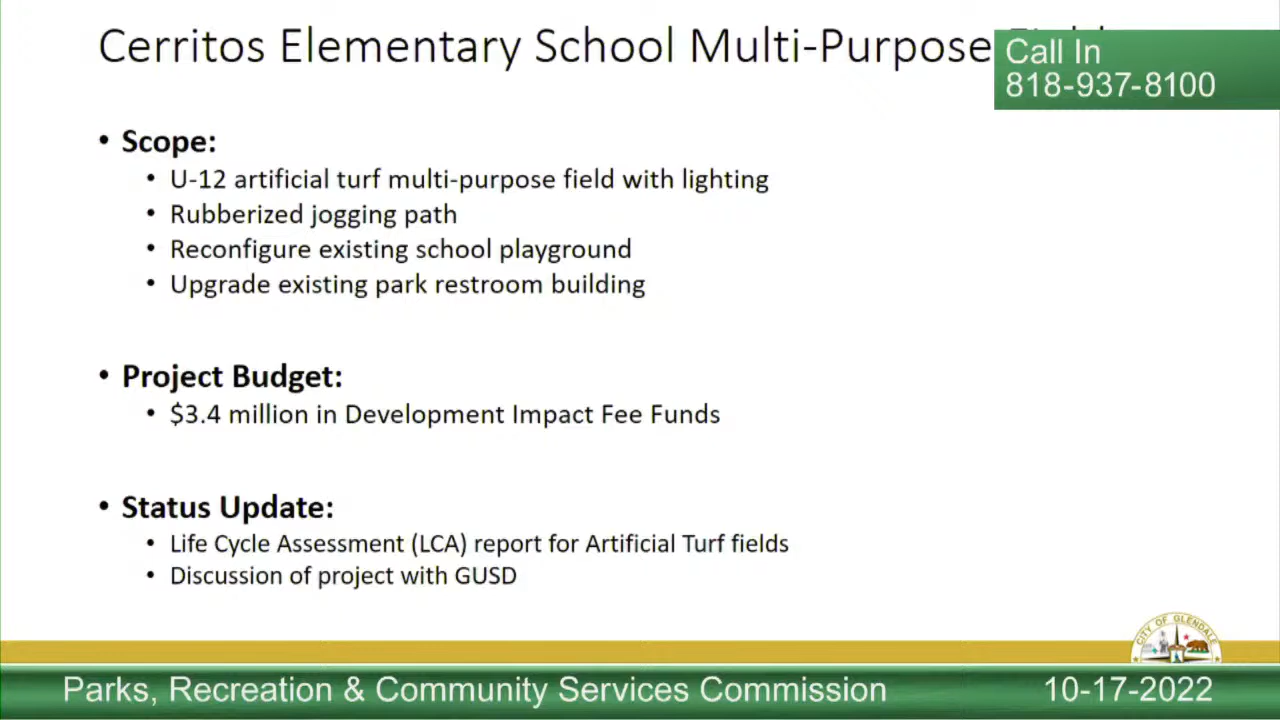 Cerritos Elementary School Multi-Purpose
Call In
818-937-8100
• Scope:
• U-12 artificial turf multi-purpose field with lighting
• Rubberized jogging path
• Reconfigure existing school playground
• Upgrade existing park restroom building
• Project Budget:
• $3.4 million in Development Impact Fee Funds
• Status Update:
• Life Cycle Assessment (LCA) report for Artificial Turf fields
• Discussion of project with GUSD
CITY OF GLENDALE
Parks, Recreation & Community Services Commission
10-17-2022